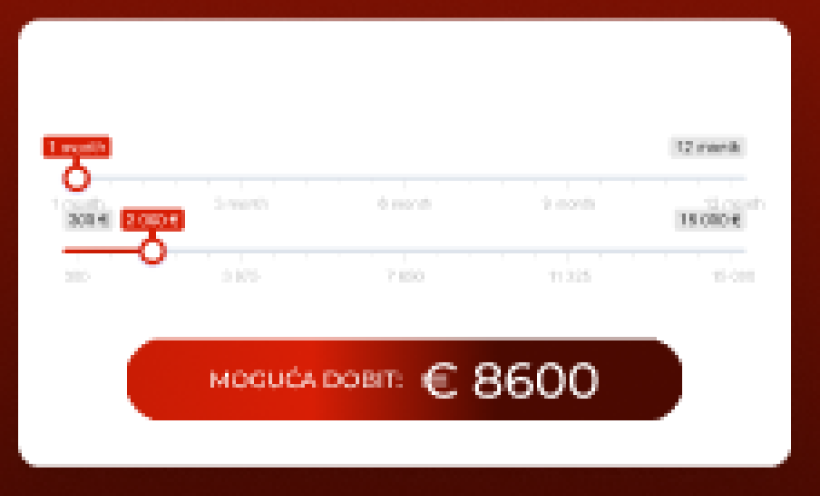 1 month 12 month
1 month 3 month 6 month 9 month 12 month
300 € 2 000 € 15 000 €
300 3 975 7 650 11 325 15 000
MOGUĆA DOBIT: € 8600